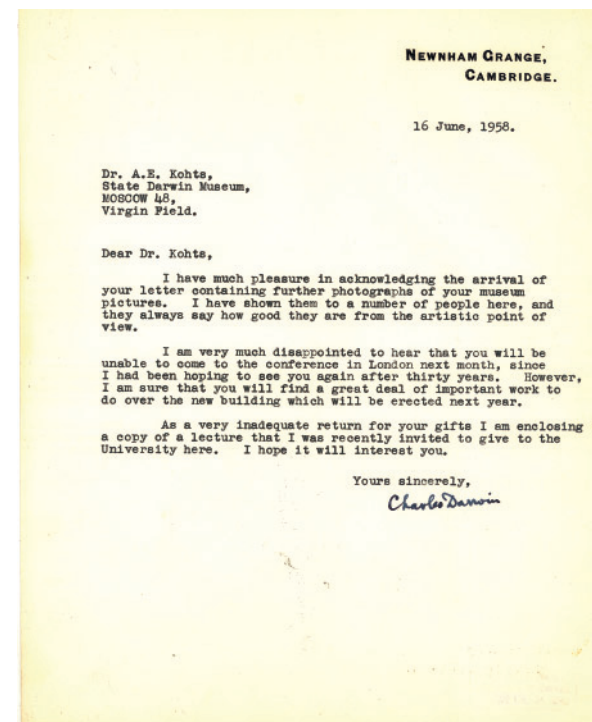 NEWNHAM GRANGE,
CAMBRIDGE.
16 June, 1958.
Dr. A.E. Kohts,
State Darwin Museum,
MOSCOW 48,
Virgin Field.
Dear Dr. Kohts,
I have much pleasure in acknowledging the arrival of
your letter containing further photographs of your museum
pictures. I have shown them to a number of people here, and
they always say how good they are from the artistic point of
view.
I am very much disappointed to hear that you will be
unable to come to the conference in London next month, since
I had been hoping to see you again after thirty years. However,
I am sure that you will find a great deal of important work to
do over the new building which will be erected next year.
As a very inadequate return for your gifts I am enclosing
a copy of a lecture that I was recently invited to give to the
University here. I hope it will interest you.
Yours sincerely,
Charles Darwin